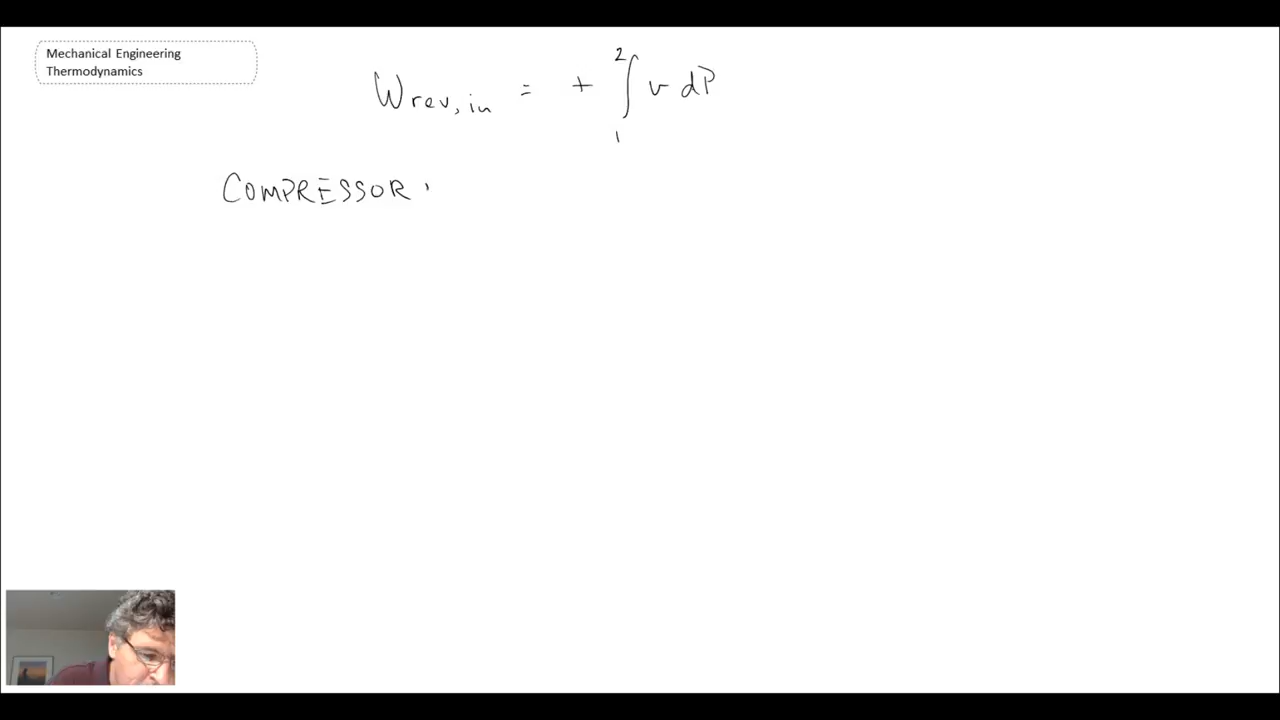 Mechanical Engineering
Thermodynamics
Wrev, in = + ∫₁² v dP
COMPRESSOR